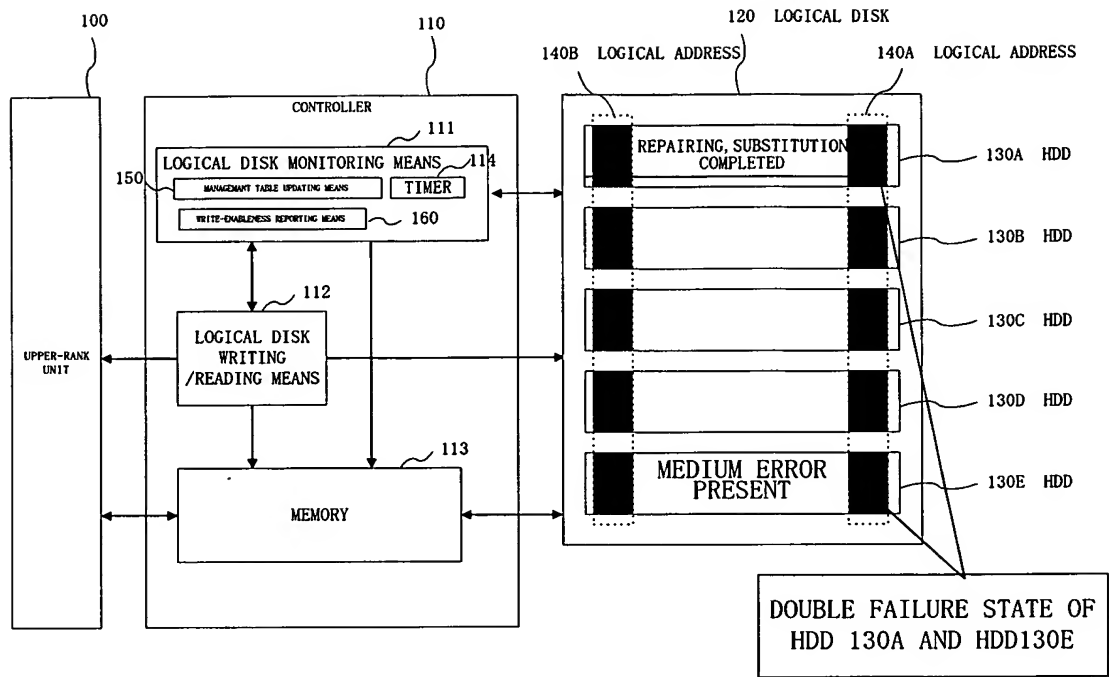 100
110
120 LOGICAL DISK
140B LOGICAL ADDRESS
140A LOGICAL ADDRESS
CONTROLLER
111
LOGICAL DISK MONITORING MEANS
114
150
MANAGEMANT TABLE UPDATING MEANS
TIMER
WRITE-ENABLENESS REPORTING MEANS
160
112
LOGICAL DISK
WRITING
/READING MEANS
UPPER-RANK
UNIT
113
MEMORY
REPAIRING, SUBSTITUTION
COMPLETED
130A HDD
130B HDD
130C HDD
130D HDD
MEDIUM ERROR
PRESENT
130E HDD
DOUBLE FAILURE STATE OF
HDD 130A AND HDD130E